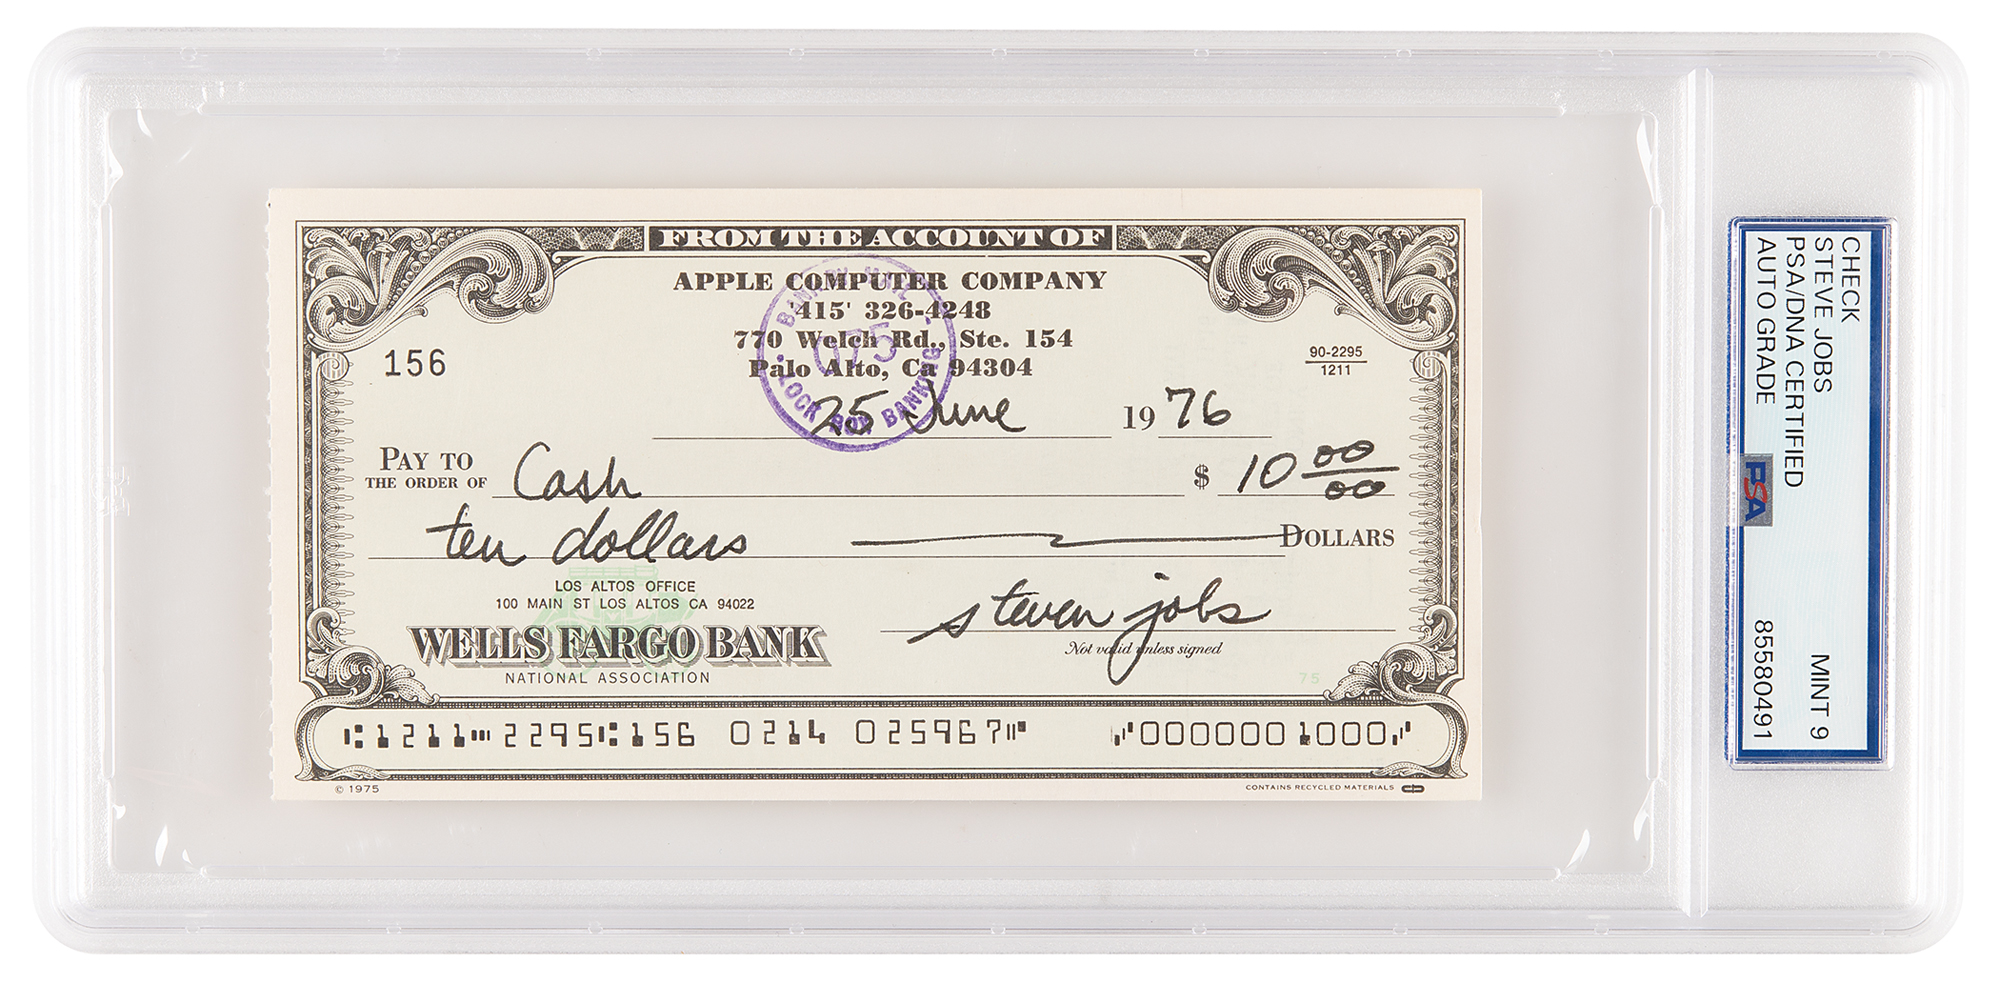 FROM THE ACCOUNT OF
APPLE COMPUTER COMPANY
'415' 326-4248
770 Welch Rd., Ste. 154
Palo Alto, Ca 94304
075
LOCK BOX BANKING
156
90-2295
1211
25 June 1976
PAY TO
THE ORDER OF Cash $ 10 00/00
ten dollars DOLLARS
LOS ALTOS OFFICE
100 MAIN ST LOS ALTOS CA 94022
WELLS FARGO BANK
NATIONAL ASSOCIATION
steven jobs
Not valid unless signed
75
⑆1211⑉2295⑆156 0214 025967⑈ ⑇0000001000⑇
© 1975
CONTAINS RECYCLED MATERIALS
CHECK
STEVE JOBS
PSA/DNA CERTIFIED MINT 9
AUTO GRADE 85580491
PSA